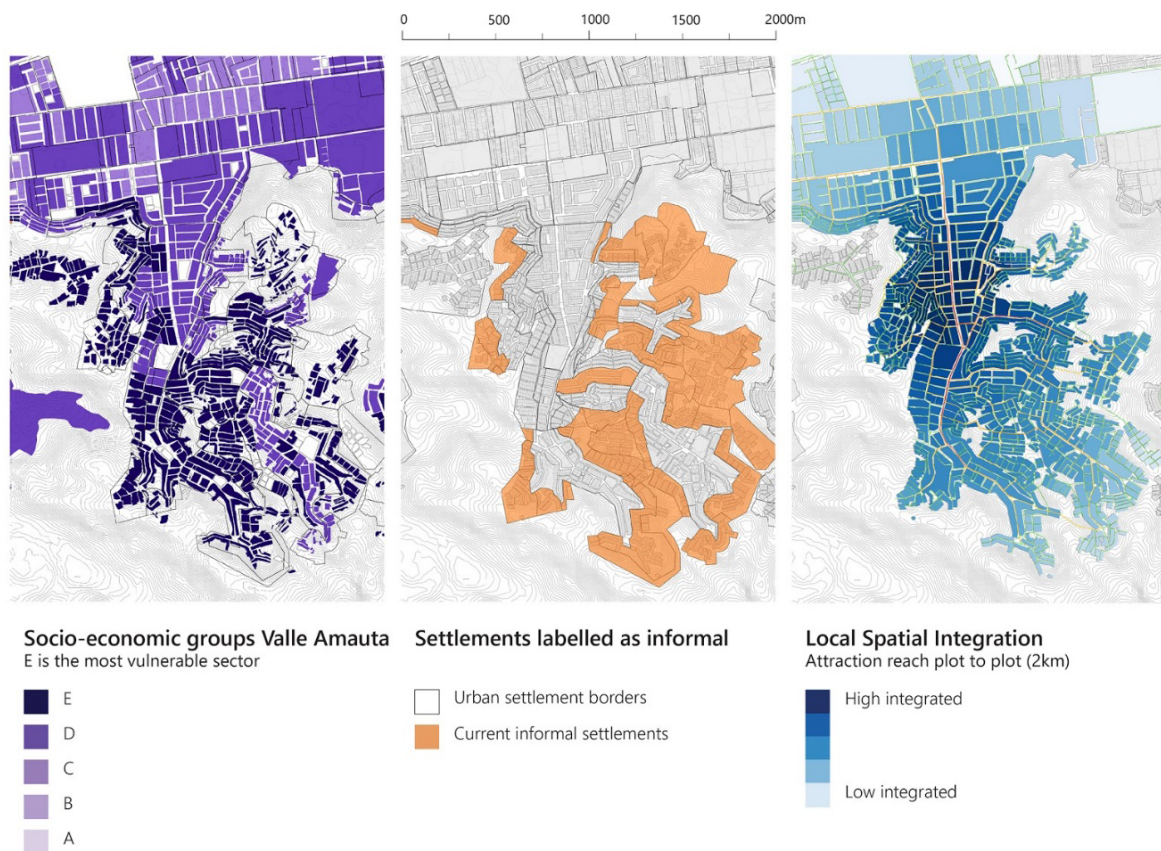 0 500 1000 1500 2000m
Socio-economic groups Valle Amauta
E is the most vulnerable sector
E
D
C
B
A
Settlements labelled as informal
Urban settlement borders
Current informal settlements
Local Spatial Integration
Attraction reach plot to plot (2km)
High integrated
Low integrated